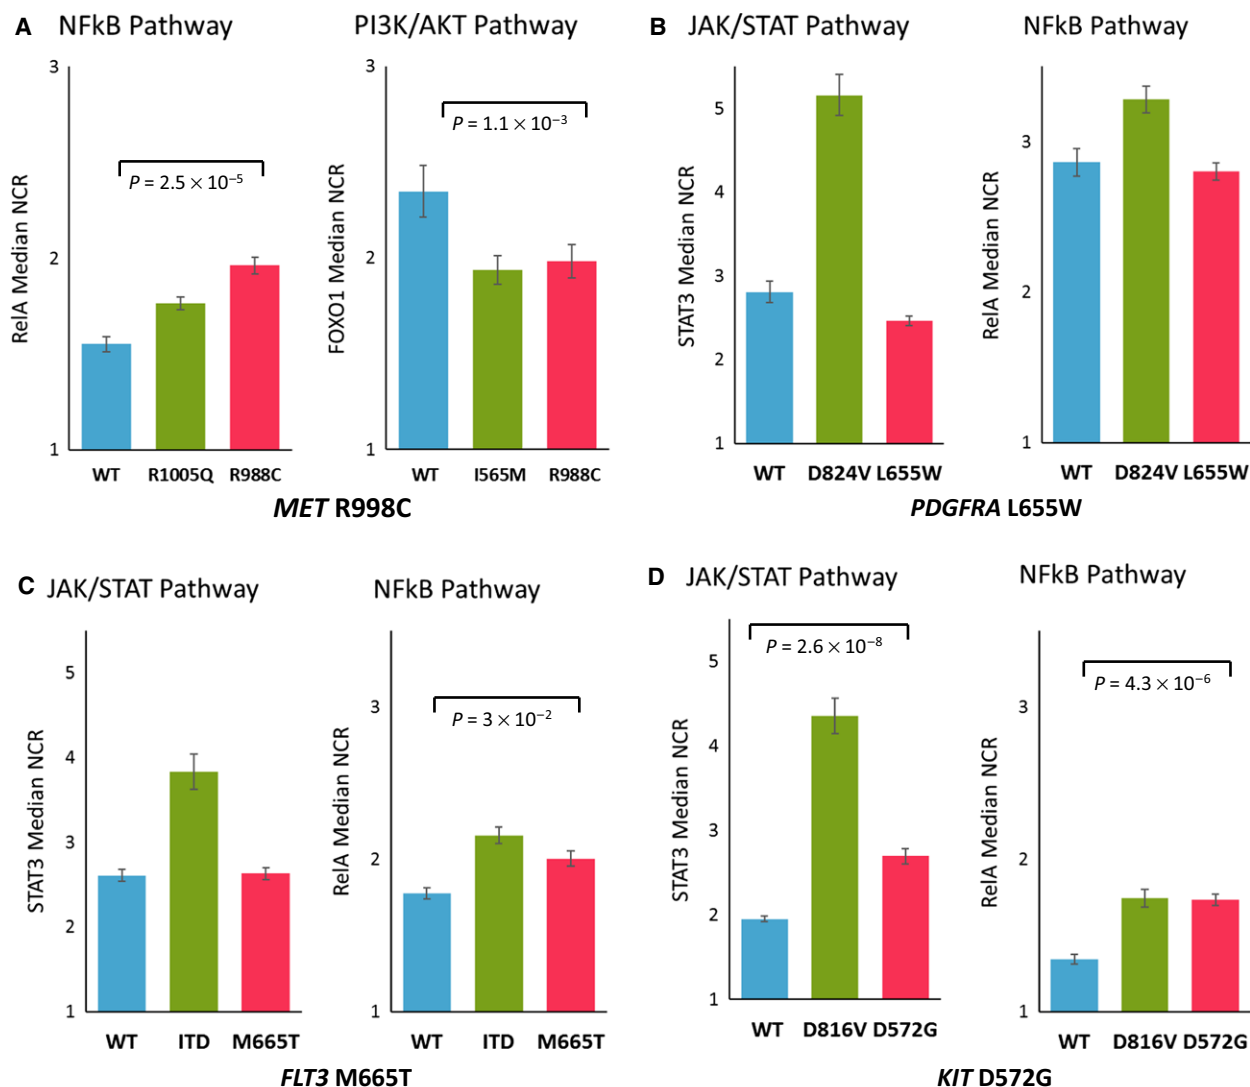 A NFkB Pathway
3
2
1
RelA Median NCR
P = 2.5 × 10⁻⁵
WT R1005Q R988C
PI3K/AKT Pathway
3
2
1
FOXO1 Median NCR
P = 1.1 × 10⁻³
WT I565M R988C
MET R998C
B JAK/STAT Pathway
5
4
3
2
1
STAT3 Median NCR
WT D824V L655W
NFkB Pathway
3
2
1
RelA Median NCR
WT D824V L655W
PDGFRA L655W
C JAK/STAT Pathway
5
4
3
2
1
STAT3 Median NCR
WT ITD M665T
NFkB Pathway
3
2
1
RelA Median NCR
P = 3 × 10⁻²
WT ITD M665T
FLT3 M665T
D JAK/STAT Pathway
5
4
3
2
1
STAT3 Median NCR
P = 2.6 × 10⁻⁸
WT D816V D572G
NFkB Pathway
3
2
1
RelA Median NCR
P = 4.3 × 10⁻⁶
WT D816V D572G
KIT D572G